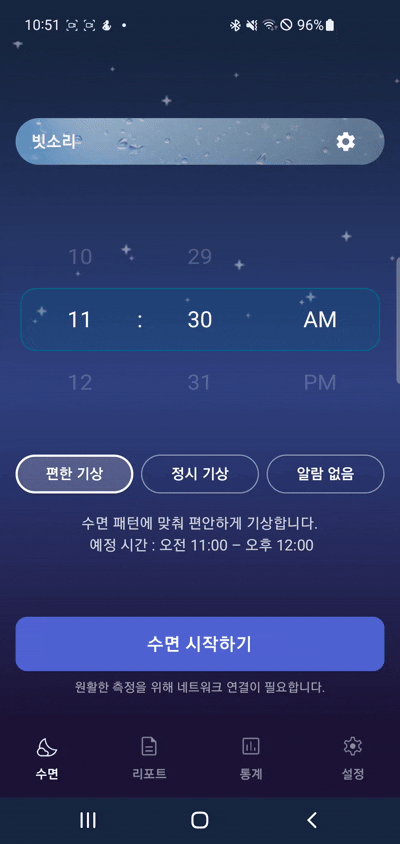 10:51
96%
빗소리
10 29
11 : 30 AM
12 31 PM
편한 기상 정시 기상 알람 없음
수면 패턴에 맞춰 편안하게 기상합니다.
예정 시간 : 오전 11:00 – 오후 12:00
수면 시작하기
원활한 측정을 위해 네트워크 연결이 필요합니다.
수면 리포트 통계 설정